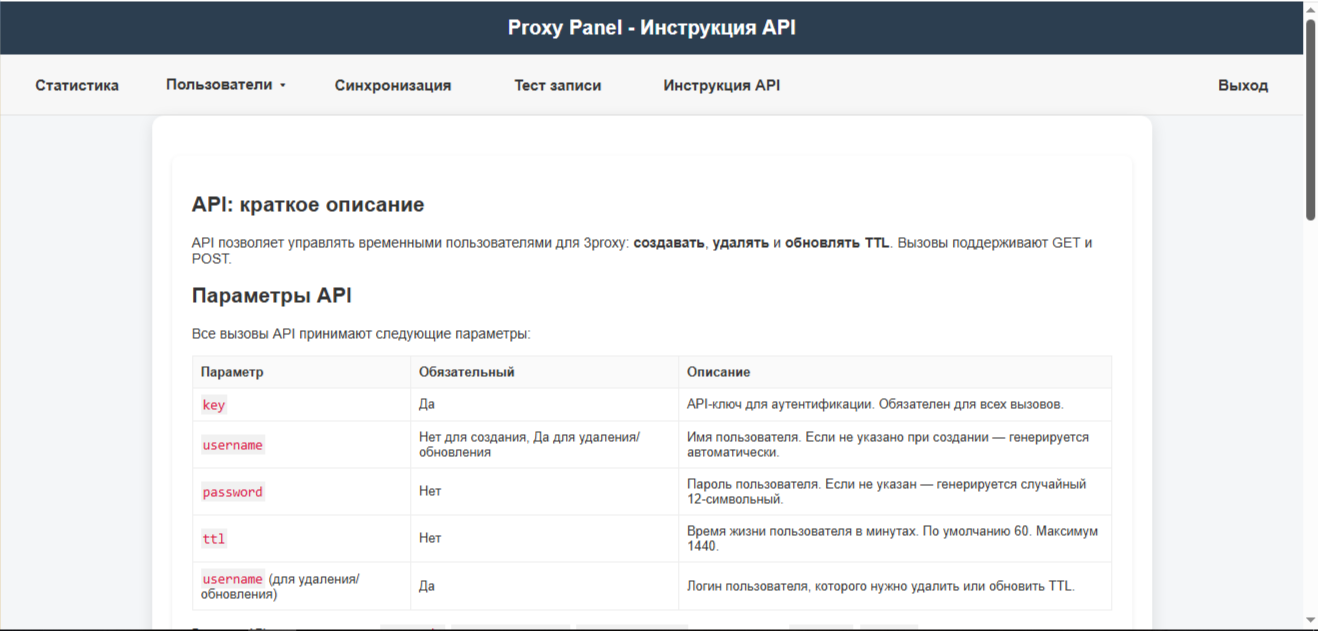 Proxy Panel - Инструкция API
Статистика Пользователи Синхронизация Тест записи Инструкция API Выход
API: краткое описание
API позволяет управлять временными пользователями для 3proxy: создавать, удалять и обновлять TTL. Вызовы поддерживают GET и
POST.
Параметры API
Все вызовы API принимают следующие параметры:
Параметр Обязательный Описание
key Да API-ключ для аутентификации. Обязателен для всех вызовов.
username Нет для создания, Да для удаления/
обновления Имя пользователя. Если не указано при создании — генерируется
автоматически.
password Нет Пароль пользователя. Если не указан — генерируется случайный
12-символьный.
ttl Нет Время жизни пользователя в минутах. По умолчанию 60. Максимум
1440.
username (для удаления/
обновления) Да Логин пользователя, которого нужно удалить или обновить TTL.